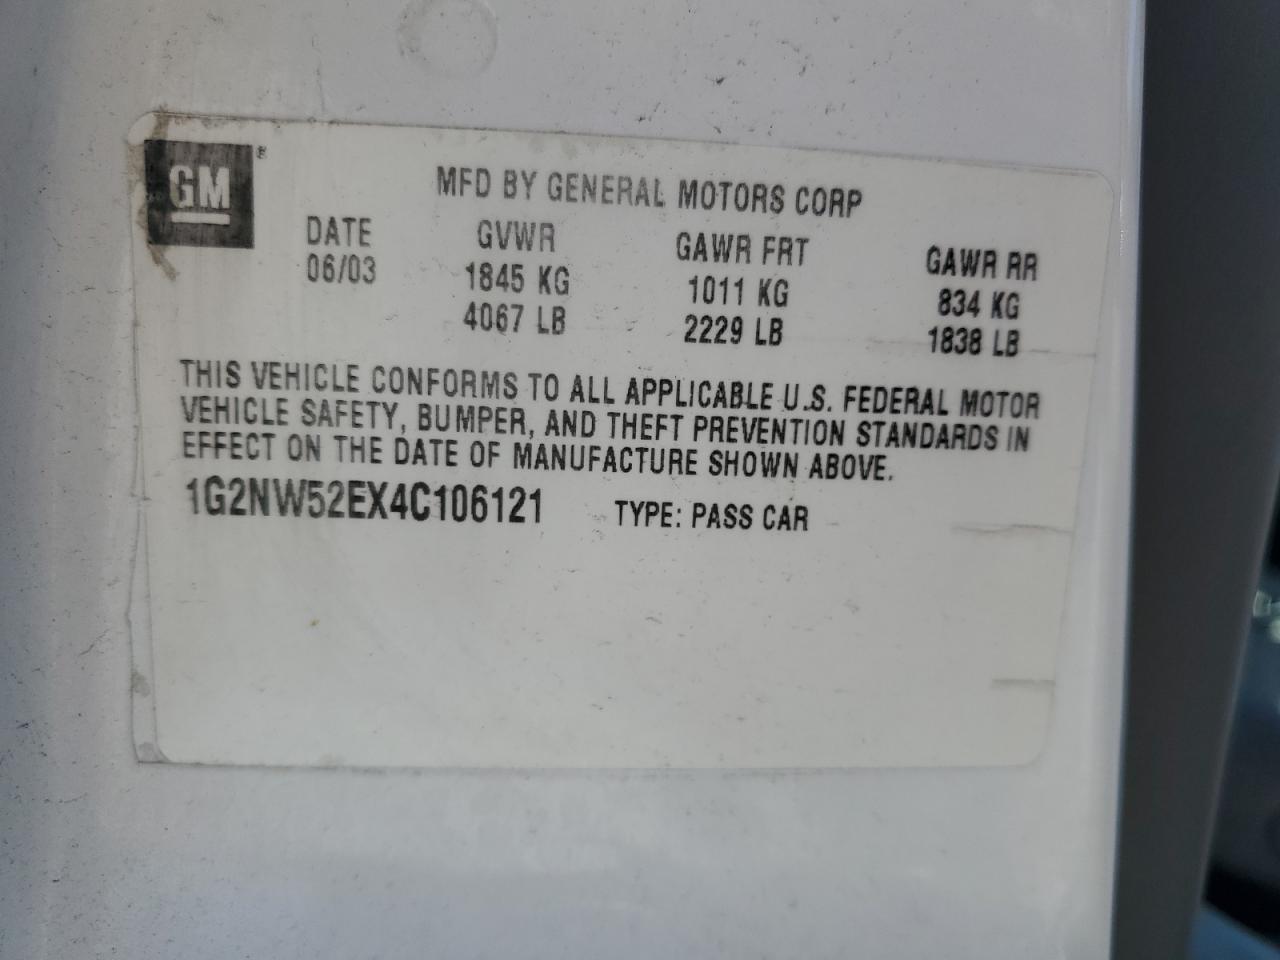 GM ®
MFD BY GENERAL MOTORS CORP
DATE GVWR GAWR FRT GAWR RR
06/03 1845 KG 1011 KG 834 KG
4067 LB 2229 LB 1838 LB
THIS VEHICLE CONFORMS TO ALL APPLICABLE U.S. FEDERAL MOTOR
VEHICLE SAFETY, BUMPER, AND THEFT PREVENTION STANDARDS IN
EFFECT ON THE DATE OF MANUFACTURE SHOWN ABOVE.
1G2NW52EX4C106121 TYPE: PASS CAR